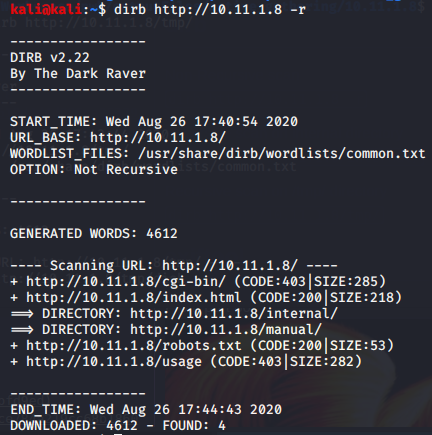 kali@kali:~$ dirb http://10.11.1.8 -r
-----------------
DIRB v2.22
By The Dark Raver
-----------------
START_TIME: Wed Aug 26 17:40:54 2020
URL_BASE: http://10.11.1.8/
WORDLIST_FILES: /usr/share/dirb/wordlists/common.txt
OPTION: Not Recursive
-----------------
GENERATED WORDS: 4612
---- Scanning URL: http://10.11.1.8/ ----
+ http://10.11.1.8/cgi-bin/ (CODE:403|SIZE:285)
+ http://10.11.1.8/index.html (CODE:200|SIZE:218)
==> DIRECTORY: http://10.11.1.8/internal/
==> DIRECTORY: http://10.11.1.8/manual/
+ http://10.11.1.8/robots.txt (CODE:200|SIZE:53)
+ http://10.11.1.8/usage (CODE:403|SIZE:282)
-----------------
END_TIME: Wed Aug 26 17:44:43 2020
DOWNLOADED: 4612 - FOUND: 4